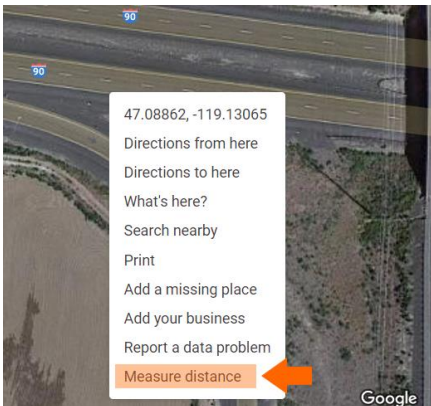 90
90
47.08862, -119.13065
Directions from here
Directions to here
What's here?
Search nearby
Print
Add a missing place
Add your business
Report a data problem
Measure distance
Google